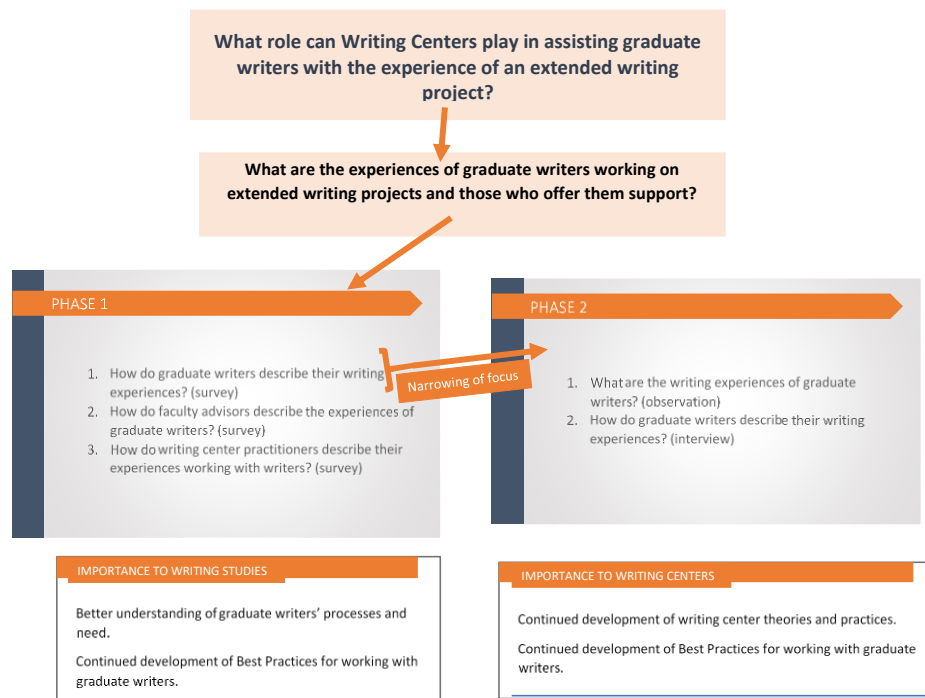 What role can Writing Centers play in assisting graduate
writers with the experience of an extended writing
project?
What are the experiences of graduate writers working on
extended writing projects and those who offer them support?
PHASE 1
1. How do graduate writers describe their writing
experiences? (survey)
2. How do faculty advisors describe the experiences of
graduate writers? (survey)
3. How do writing center practitioners describe their
experiences working with writers? (survey)
Narrowing of focus
PHASE 2
1. What are the writing experiences of graduate
writers? (observation)
2. How do graduate writers describe their writing
experiences? (interview)
IMPORTANCE TO WRITING STUDIES
Better understanding of graduate writers' processes and
need.
Continued development of Best Practices for working with
graduate writers.
IMPORTANCE TO WRITING CENTERS
Continued development of writing center theories and practices.
Continued development of Best Practices for working with graduate
writers.